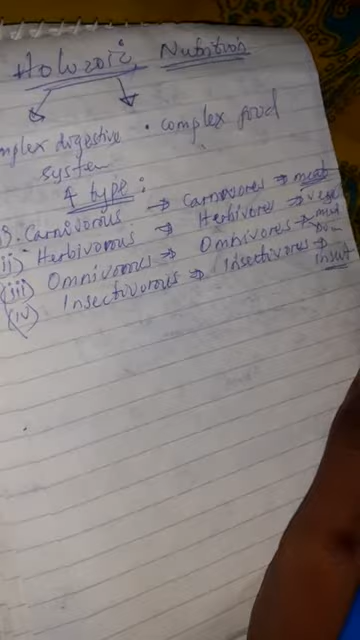 Holozoic Nutrition
mplex digestive • complex food
system
4 type:
i). Carnivorous → Carnivores → meat
ii) Herbivorous → Herbivores →
(iii) Omnivorous → Omnivores →
(iv) Insectivorous → Insectivores →
insect